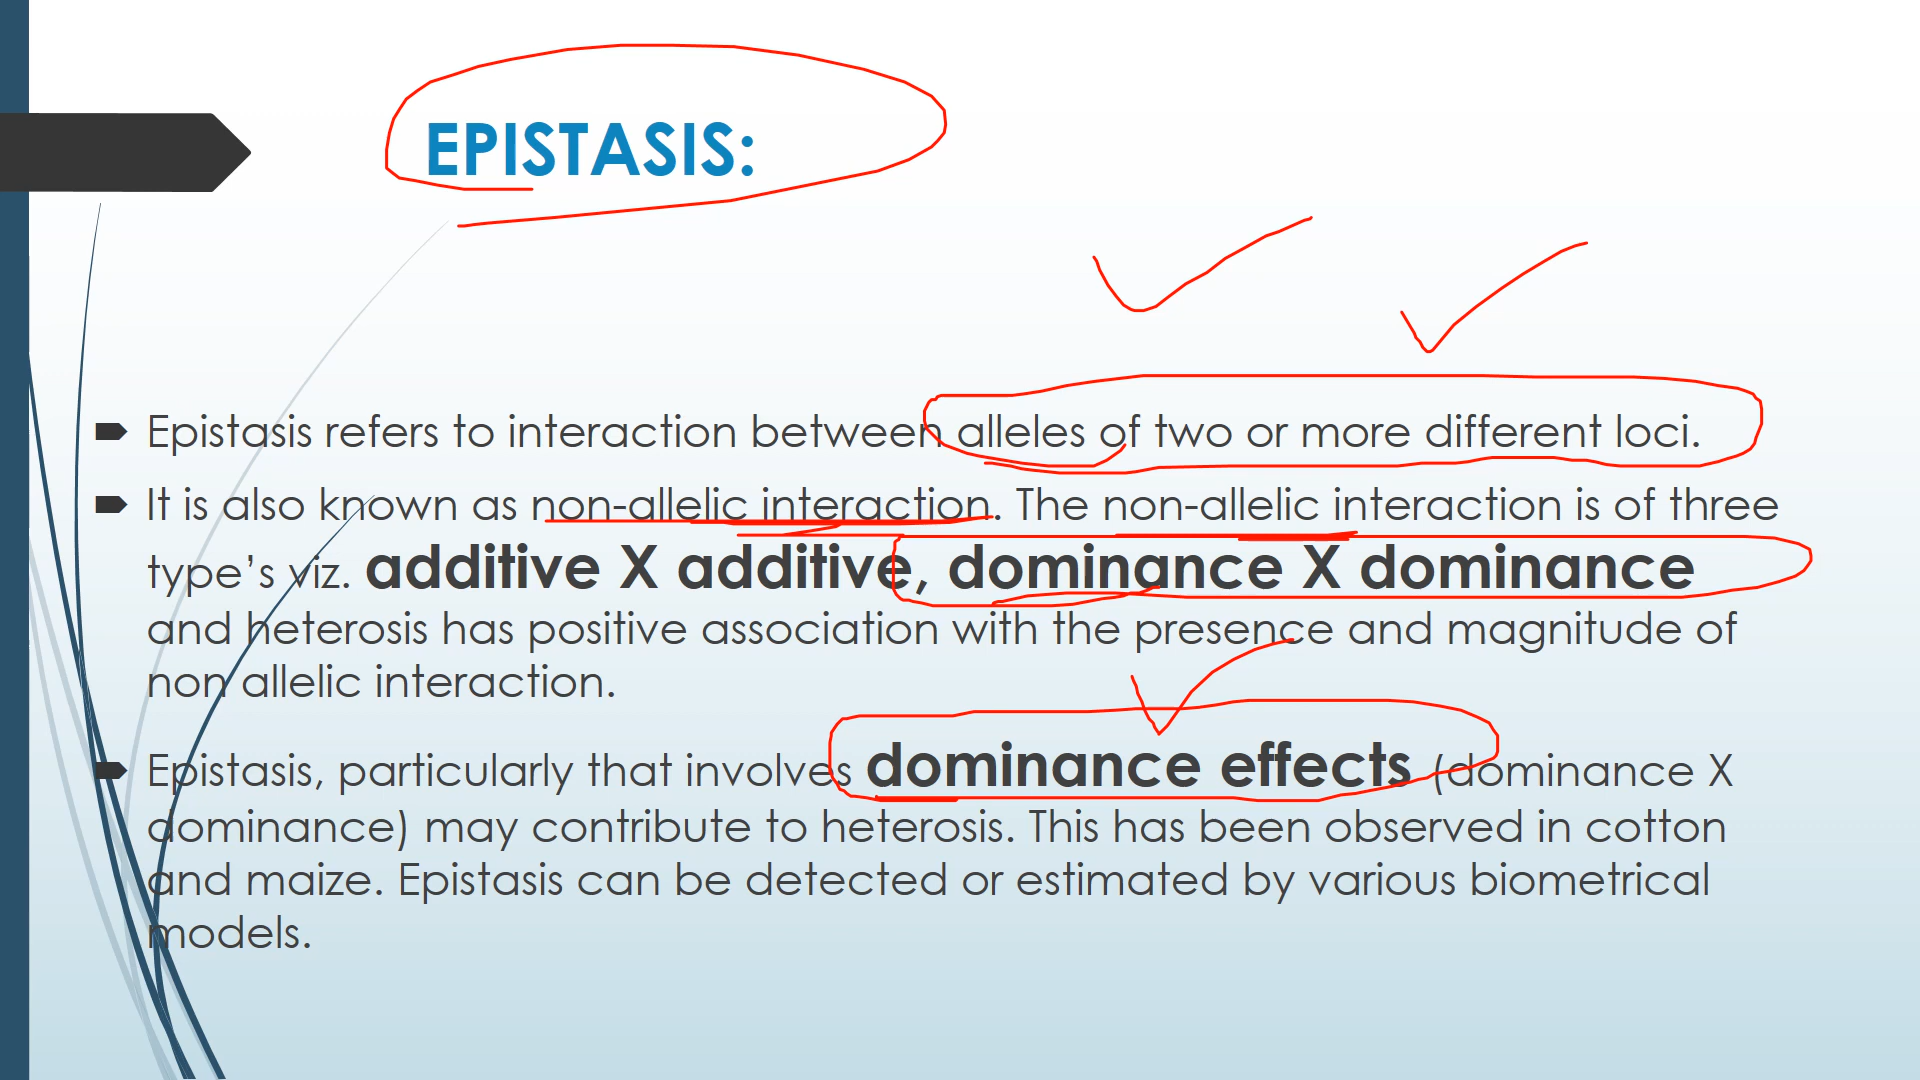 EPISTASIS:
Epistasis refers to interaction between alleles of two or more different loci.
It is also known as non-allelic interaction. The non-allelic interaction is of three
type’s viz. additive X additive, dominance X dominance
and heterosis has positive association with the presence and magnitude of
non allelic interaction.
Epistasis, particularly that involves dominance effects (dominance X
dominance) may contribute to heterosis. This has been observed in cotton
and maize. Epistasis can be detected or estimated by various biometrical
models.